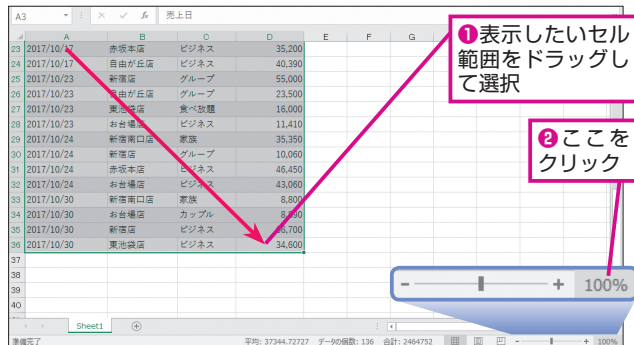 A3 fx 売上日
A B C D E F G
23 2017/10/17 赤坂本店 ビジネス 35,200
24 2017/10/17 自由が丘店 ビジネス 40,390
25 2017/10/23 新宿店 グループ 55,000
26 2017/10/23 自由が丘店 グループ 23,500
27 2017/10/23 東池袋店 食べ放題 16,000
28 2017/10/23 お台場店 ビジネス 11,410
29 2017/10/24 新宿南口店 家族 35,350
30 2017/10/24 新宿店 グループ 10,060
31 2017/10/24 赤坂本店 ビジネス 46,450
32 2017/10/24 お台場店 ビジネス 43,060
33 2017/10/30 新宿南口店 家族 8,800
34 2017/10/30 お台場店 カップル
35 2017/10/30 新宿店 ビジネス
36 2017/10/30 東池袋店 ビジネス 34,600
37
38
39
40
❶表示したいセル
範囲をドラッグし
て選択
❷ここを
クリック
- + 100%
Sheet1
準備完了 平均: 37344.72727 データの個数: 136 合計: 2464752 - + 100%